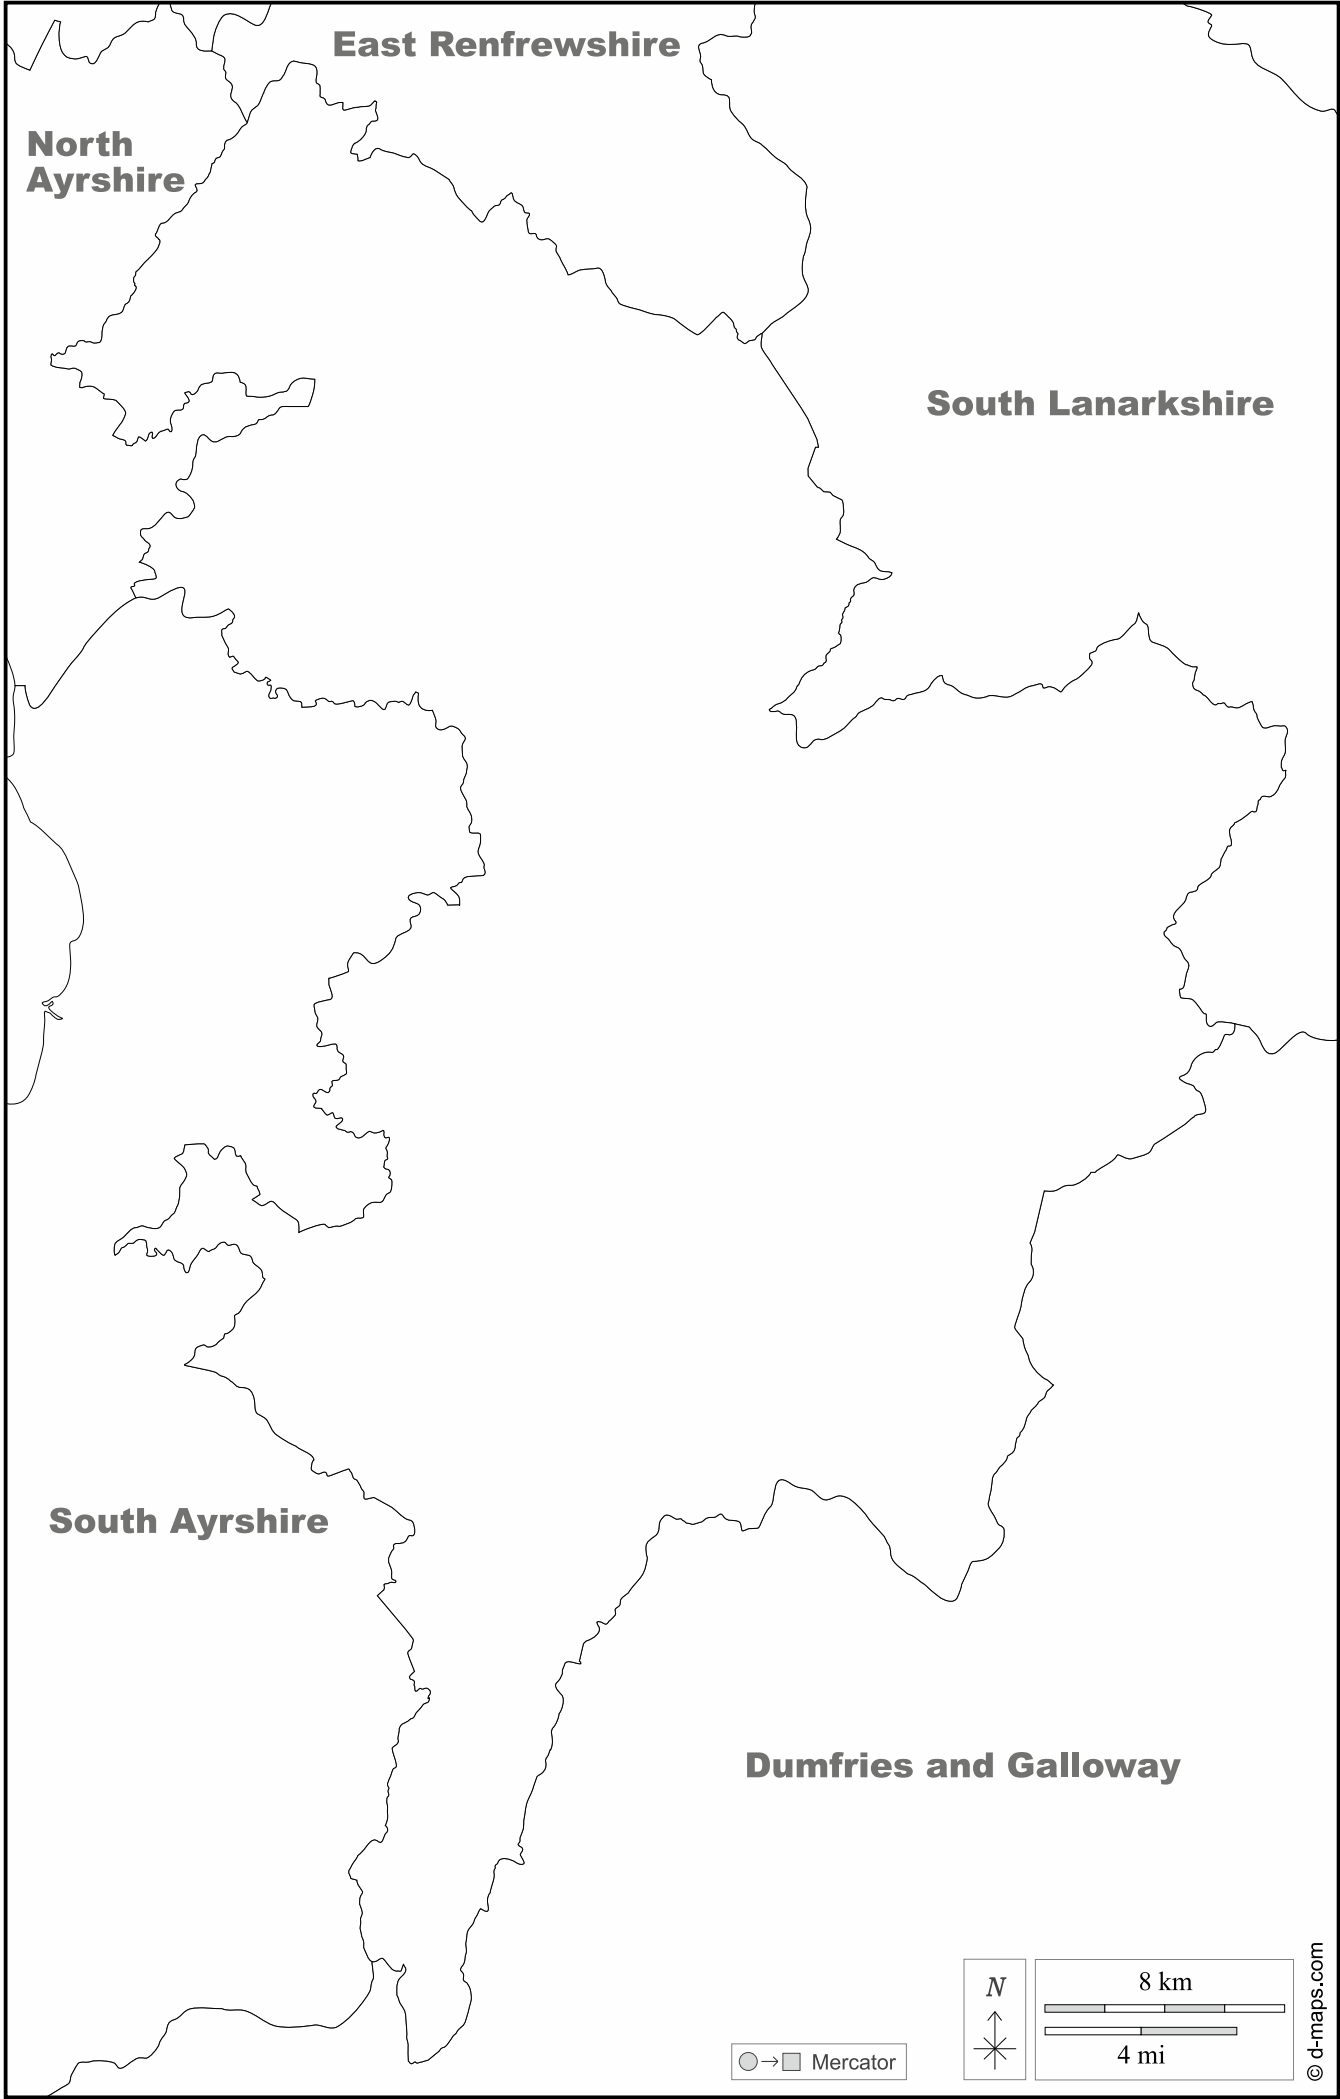 East Renfrewshire
North
Ayrshire
South Lanarkshire
South Ayrshire
Dumfries and Galloway
N
8 km
4 mi
Mercator
© d-maps.com